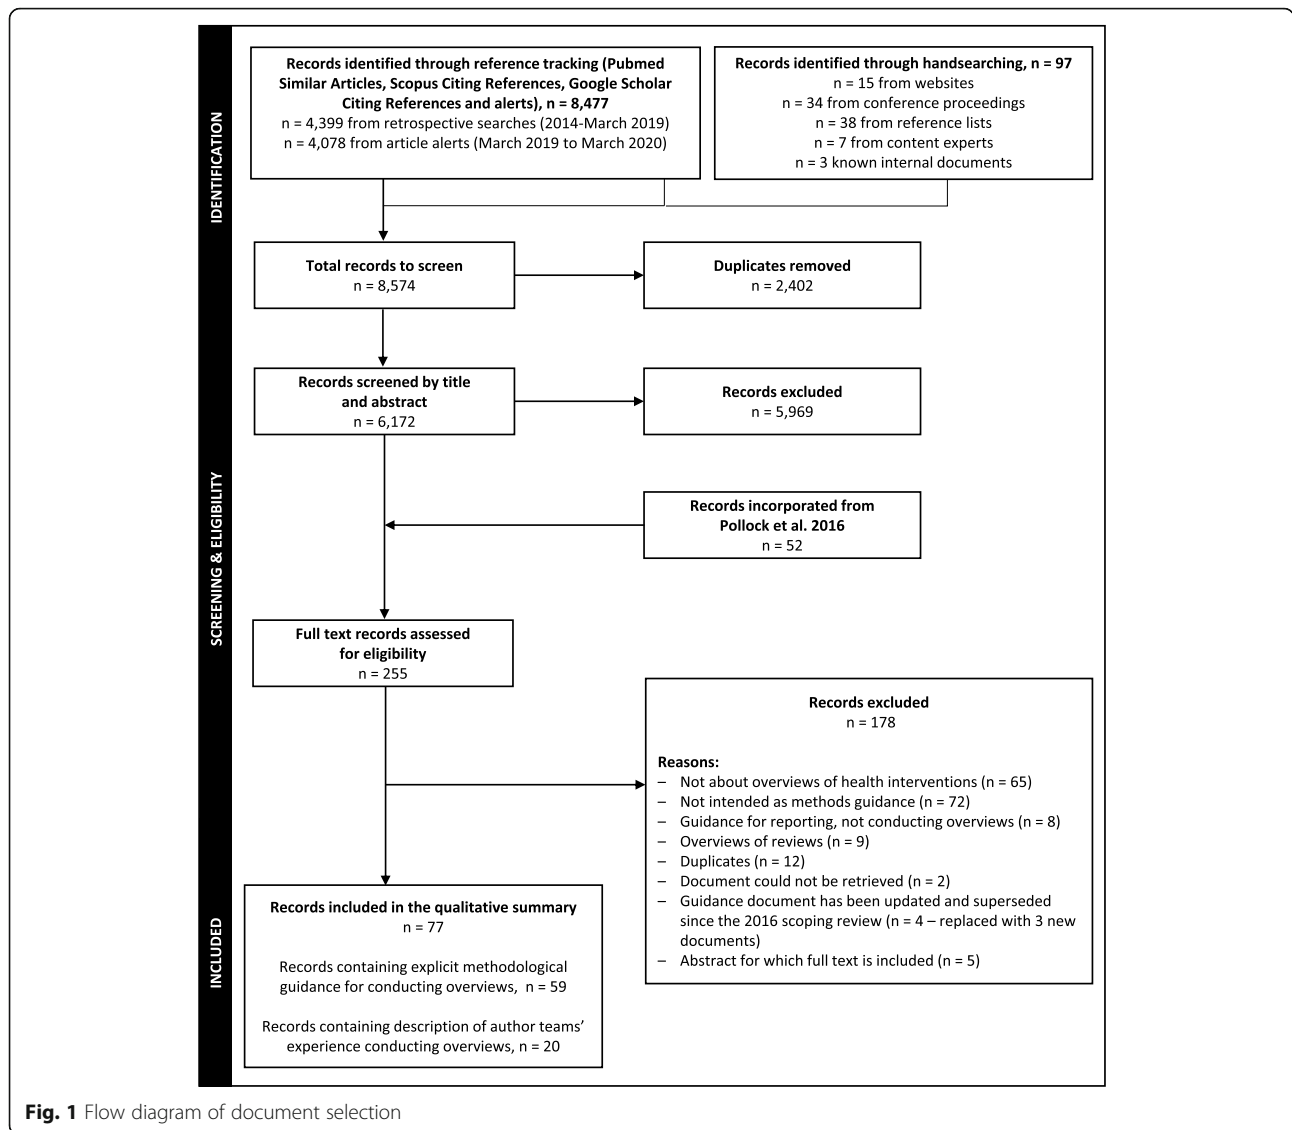 IDENTIFICATION
Records identified through reference tracking (Pubmed
Similar Articles, Scopus Citing References, Google Scholar
Citing References and alerts), n = 8,477
n = 4,399 from retrospective searches (2014-March 2019)
n = 4,078 from article alerts (March 2019 to March 2020)
Records identified through handsearching, n = 97
n = 15 from websites
n = 34 from conference proceedings
n = 38 from reference lists
n = 7 from content experts
n = 3 known internal documents
Total records to screen
n = 8,574
Duplicates removed
n = 2,402
SCREENING & ELIGIBILITY
Records screened by title
and abstract
n = 6,172
Records excluded
n = 5,969
Records incorporated from
Pollock et al. 2016
n = 52
Full text records assessed
for eligibility
n = 255
Records excluded
n = 178
Reasons:
– Not about overviews of health interventions (n = 65)
– Not intended as methods guidance (n = 72)
– Guidance for reporting, not conducting overviews (n = 8)
– Overviews of reviews (n = 9)
– Duplicates (n = 12)
– Document could not be retrieved (n = 2)
– Guidance document has been updated and superseded
since the 2016 scoping review (n = 4 – replaced with 3 new
documents)
– Abstract for which full text is included (n = 5)
INCLUDED
Records included in the qualitative summary
n = 77
Records containing explicit methodological
guidance for conducting overviews, n = 59
Records containing description of author teams’
experience conducting overviews, n = 20
Fig. 1 Flow diagram of document selection